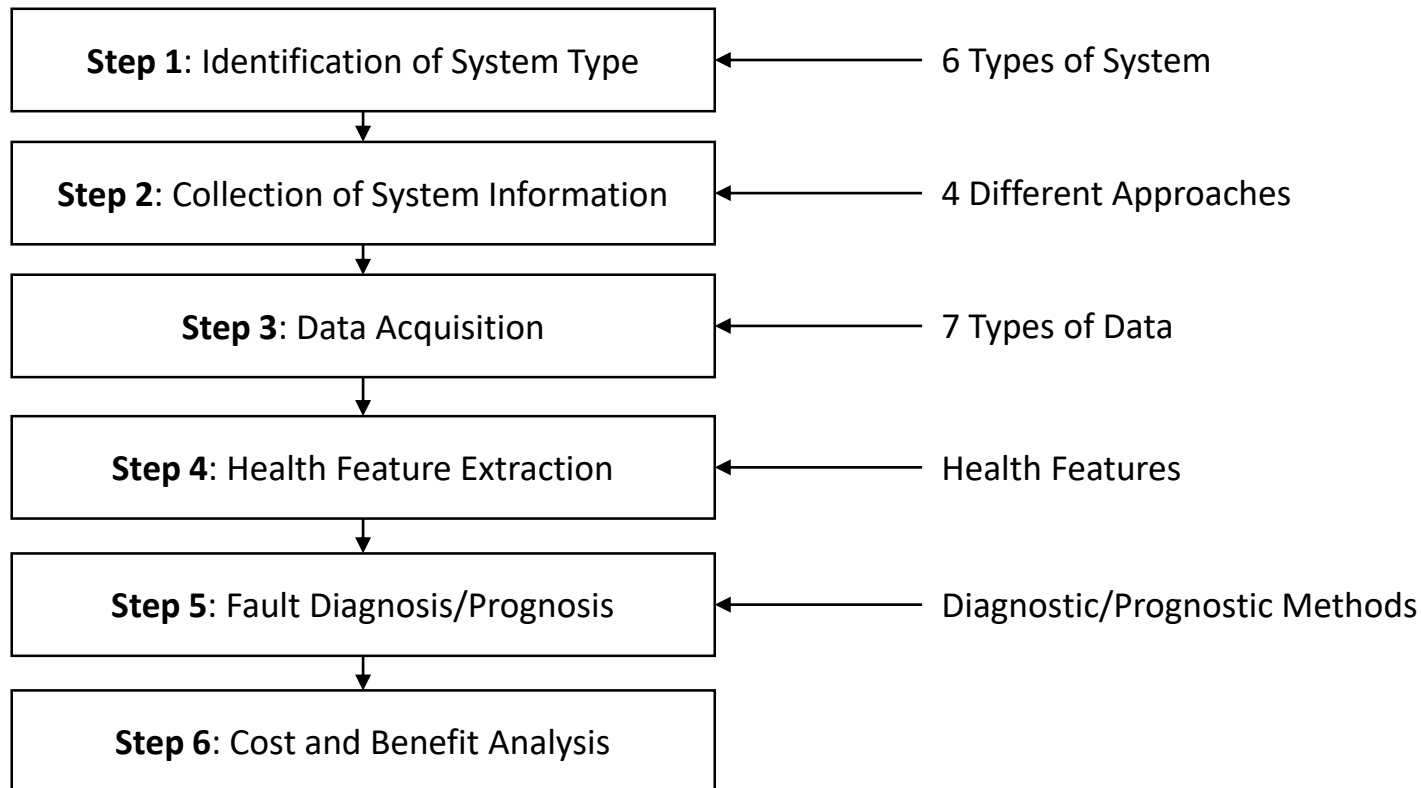 Step 1: Identification of System Type
6 Types of System
Step 2: Collection of System Information
4 Different Approaches
Step 3: Data Acquisition
7 Types of Data
Step 4: Health Feature Extraction
Health Features
Step 5: Fault Diagnosis/Prognosis
Diagnostic/Prognostic Methods
Step 6: Cost and Benefit Analysis